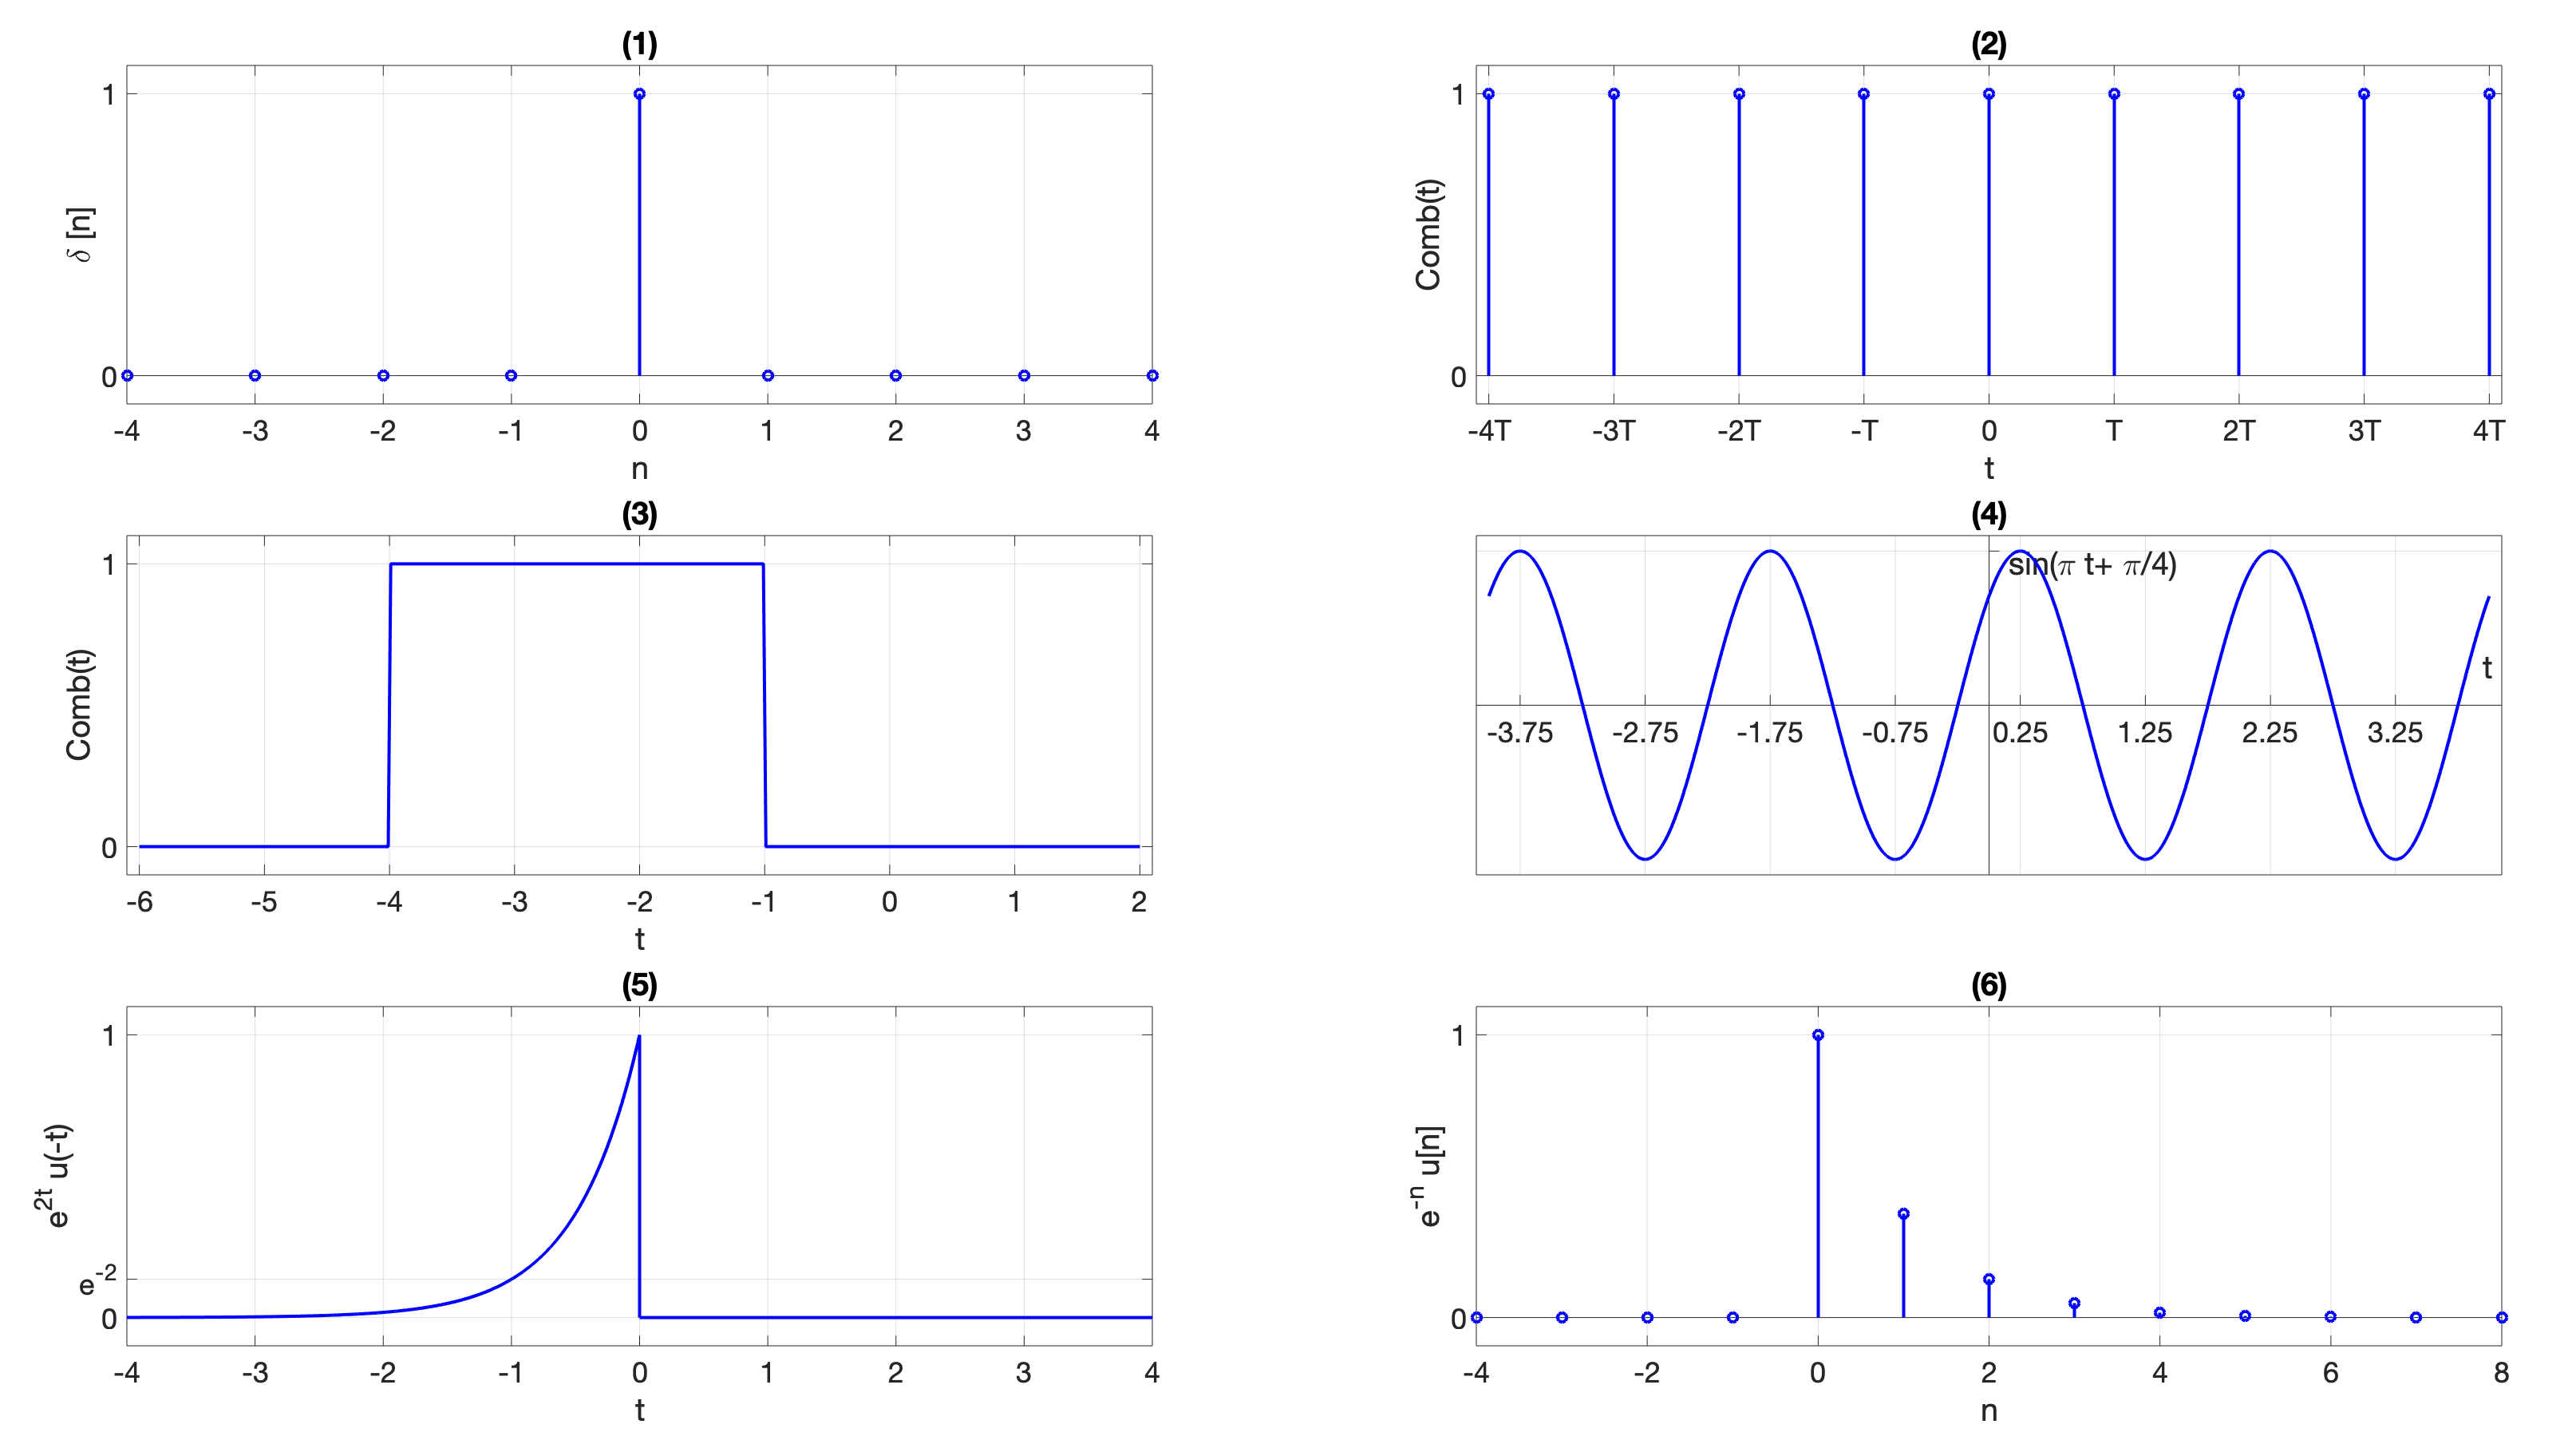 (1)
1
δ [n]
0
-4 -3 -2 -1 0 1 2 3 4
n
(2)
1
Comb(t)
0
-4T -3T -2T -T 0 T 2T 3T 4T
t
(3)
1
Comb(t)
0
-6 -5 -4 -3 -2 -1 0 1 2
t
(4)
sin(π t+ π/4)
t
-3.75 -2.75 -1.75 -0.75 0.25 1.25 2.25 3.25
(5)
1
e^2t u(-t)
e^-2
0
-4 -3 -2 -1 0 1 2 3 4
t
(6)
1
e^-n u[n]
0
-4 -2 0 2 4 6 8
n